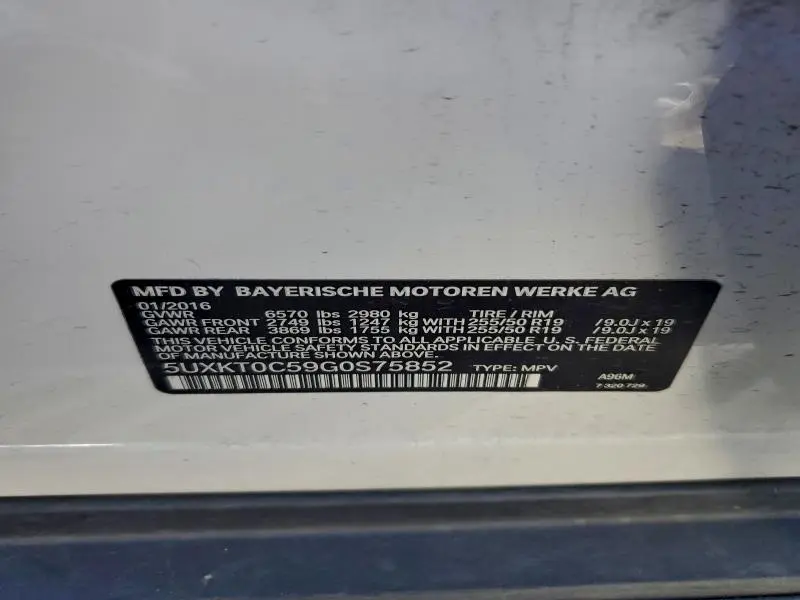 MFD BY BAYERISCHE MOTOREN WERKE AG
01/2016
GVWR 6570 lbs 2980 kg TIRE / RIM
GAWR FRONT 2749 lbs 1247 kg WITH 255/50 R19 /9.0J x 19
GAWR REAR 3869 lbs 1755 kg WITH 255/50 R19 /9.0J x 19
THIS VEHICLE CONFORMS TO ALL APPLICABLE U. S. FEDERAL
MOTOR VEHICLE SAFETY STANDARDS IN EFFECT ON THE DATE
OF MANUFACTURE SHOWN ABOVE.
5UXKT0C59G0S75852 TYPE: MPV
A96M
7 320 729